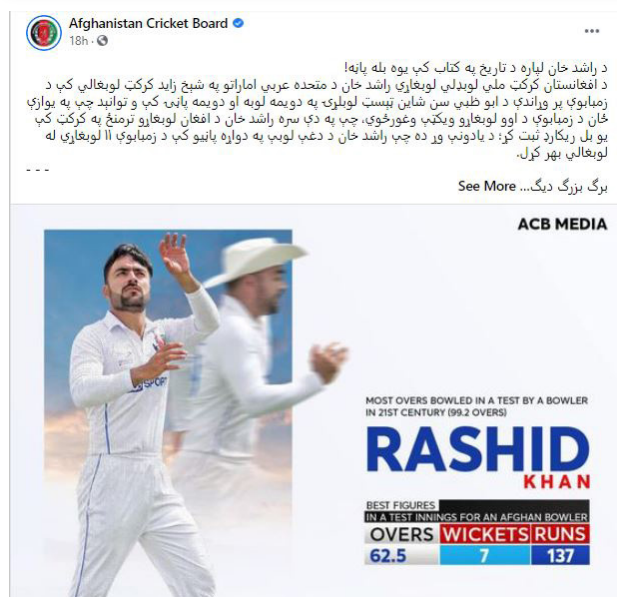 Afghanistan Cricket Board
18h ·
د راشد خان لپاره د تاریخ په کتاب کې یوه بله پاڼه!
د افغانستان کرکټ ملي لوبډلې لوبغاړي راشد خان د متحده عربي اماراتو په شیخ زاید کرکټ لوبغالي کې د
زمبابوې پر وړاندې د ابو ظبي سن شاین ټېسټ لوبلړۍ په دویمه لوبه او دویمه پاڼۍ کې و توانېد چې په یوازې
ځان د زمبابوې د اوو لوبغاړو ویکټې وغورځوي، چې په دې سره راشد خان د افغان لوبغاړو ترمنځ په کرکټ کې
یو بل ریکارډ ثبت کړ؛ د یادونې وړ ده چې راشد خان د دغې لوبې په دواړه پاڼیو کې د زمبابوې ۱۱ لوبغاړي له
لوبغالي بهر کړل.
- - -
برگ بزرگ دیگ... See More
ACB MEDIA
MOST OVERS BOWLED IN A TEST BY A BOWLER
IN 21ST CENTURY (99.2 OVERS)
RASHID
KHAN
BEST FIGURES
IN A TEST INNINGS FOR AN AFGHAN BOWLER
OVERS WICKETS RUNS
62.5 7 137